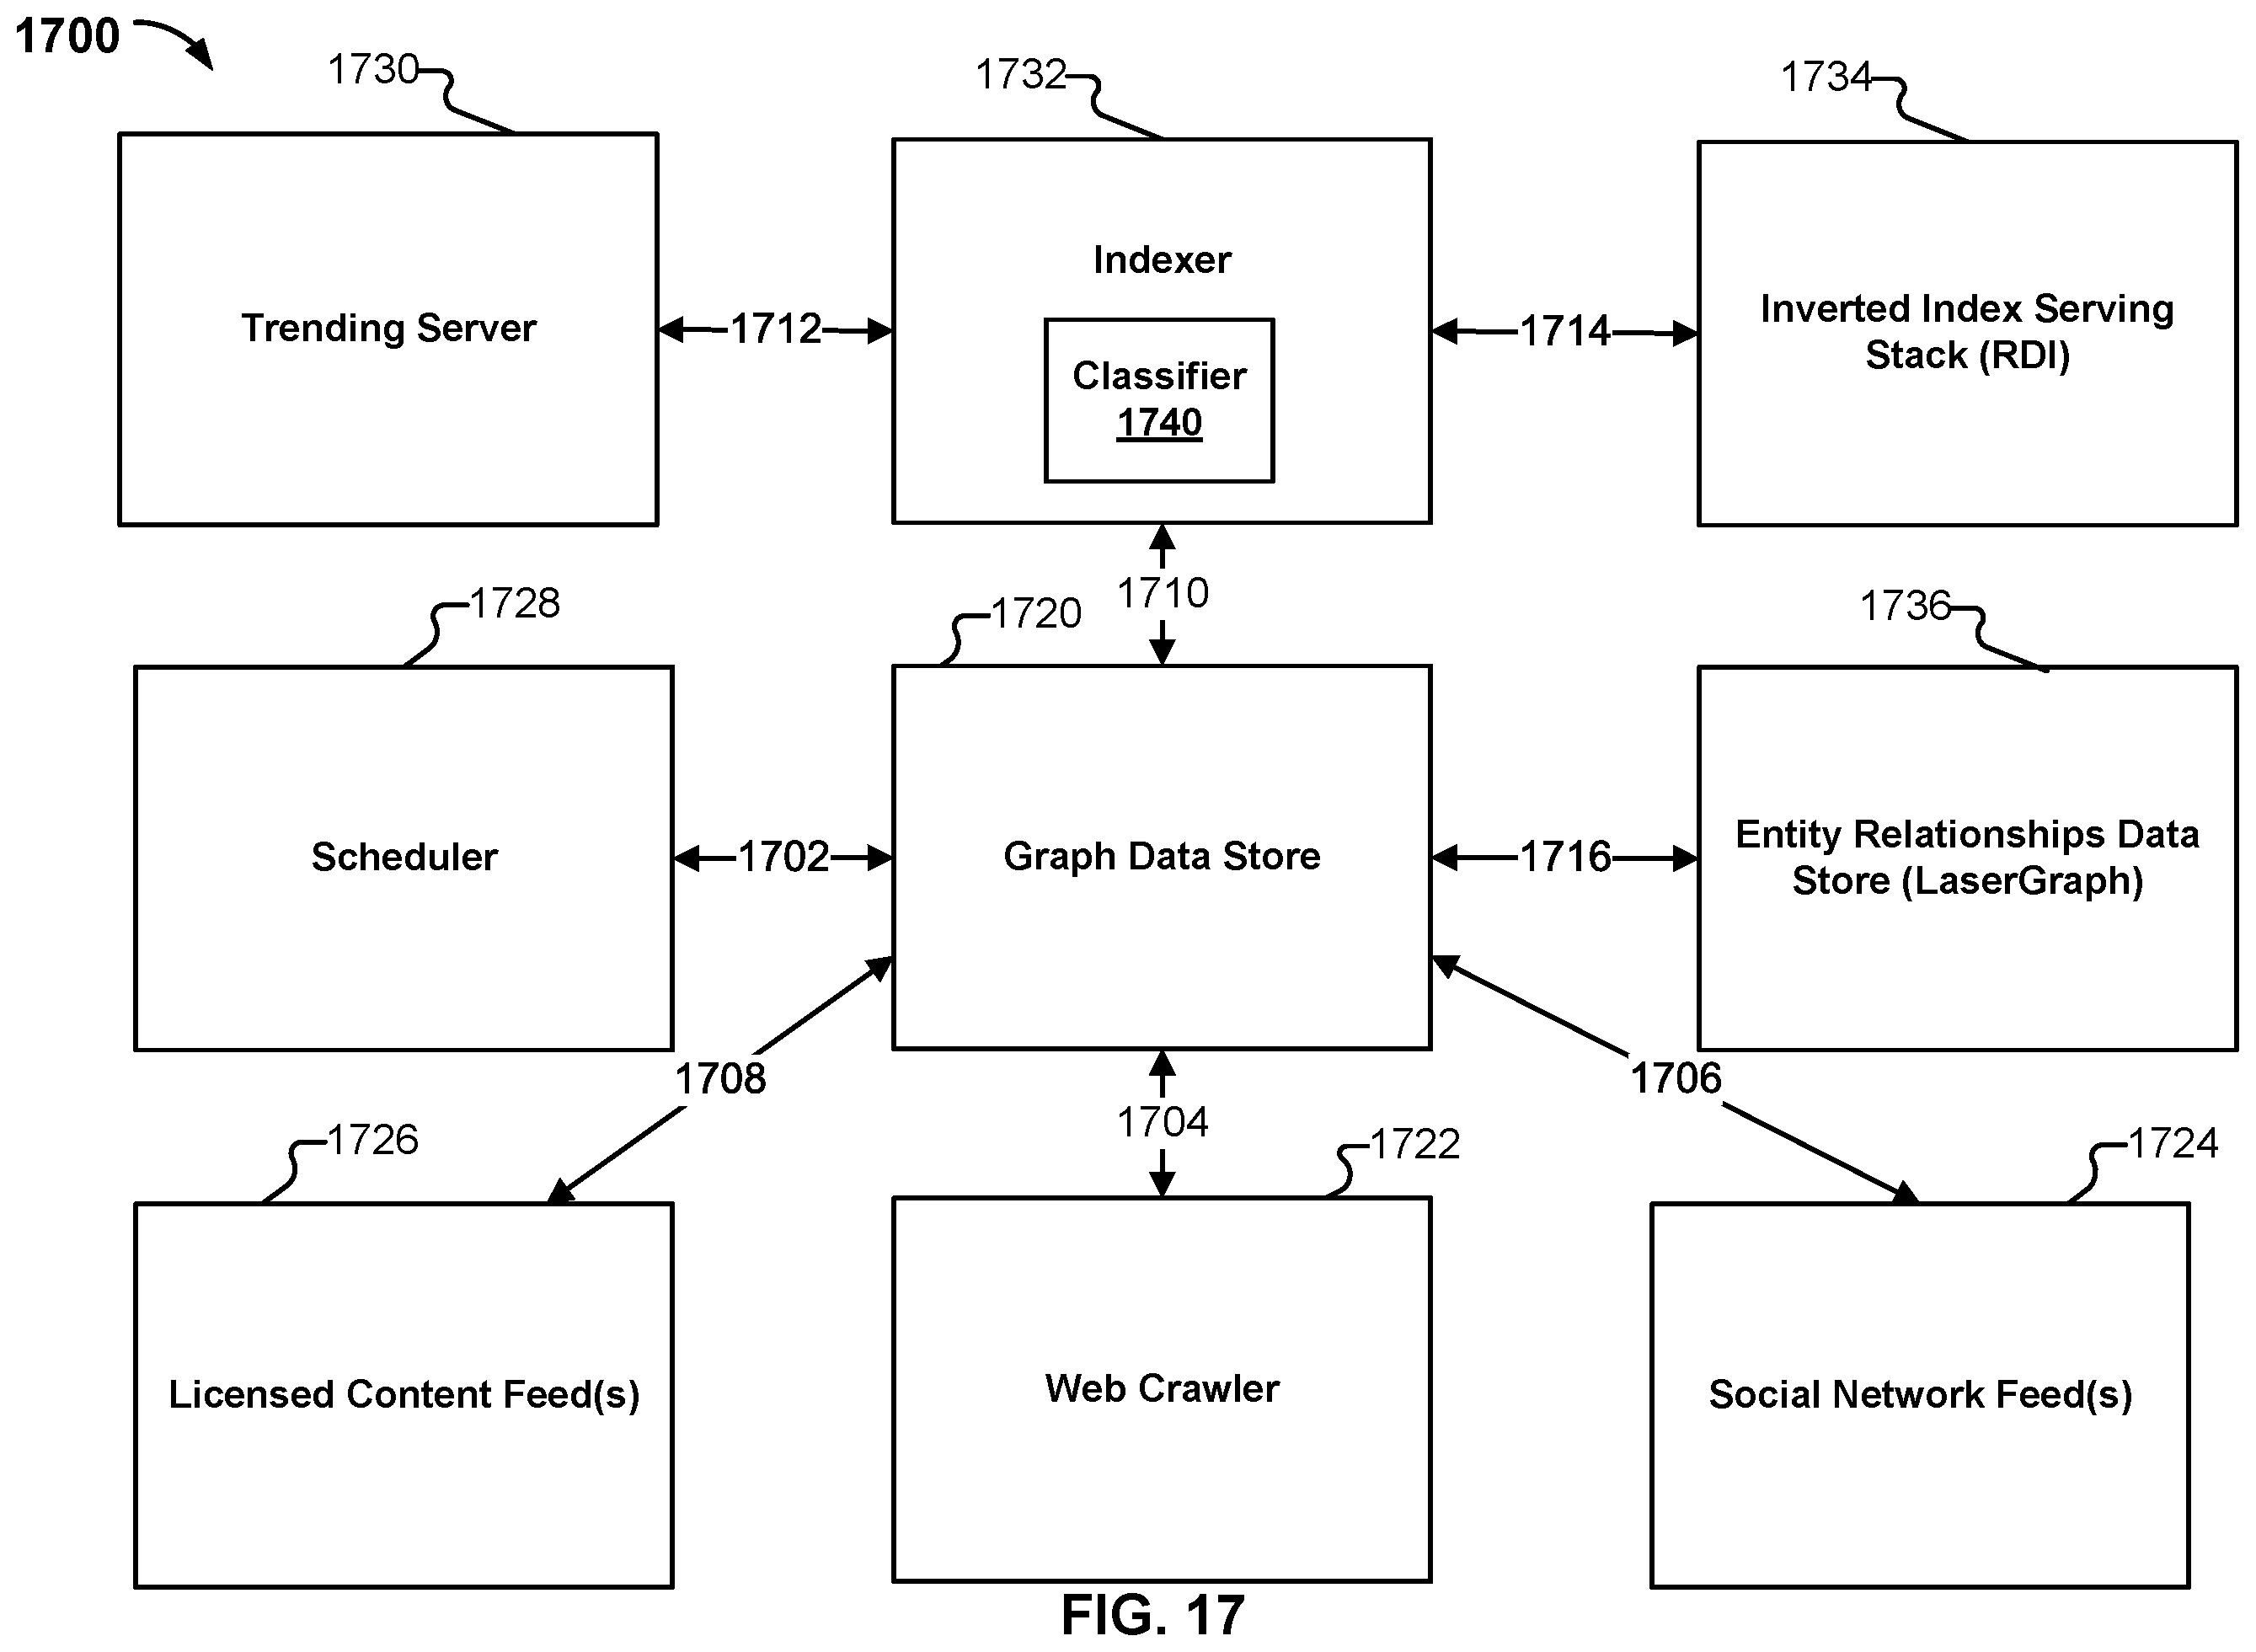 1700
1730
1732
1734
Trending Server
1712
Indexer
Classifier
1740
1714
Inverted Index Serving
Stack (RDI)
1728
1720
1710
1736
Scheduler
1702
Graph Data Store
1716
Entity Relationships Data
Store (LaserGraph)
1708
1706
1726
1704
1722
1724
Licensed Content Feed(s)
Web Crawler
Social Network Feed(s)
FIG. 17